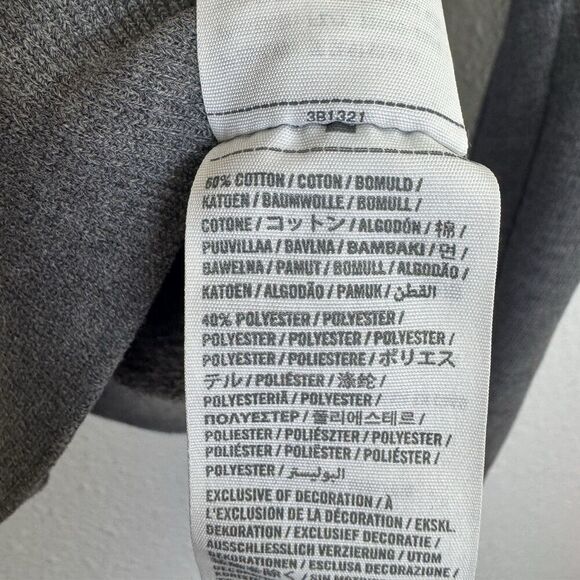 3B1321
60% COTTON / COTON / BOMULD /
KATOEN / BAUMWOLLE / BOMULL /
COTONE / コットン / ALGODÓN / 棉 /
PUUVILLAA / BAVLNA / BAMBAKI / 면 /
BAWEŁNA / PAMUT / BOMULL / ALGODÃO /
KATOEN / ALGODÃO / PAMUK / القطن /
40% POLYESTER / POLYESTER /
POLYESTER / POLYESTER / POLYESTER /
POLYESTER / POLIESTERE / ポリエス
テル / POLIÉSTER / 涤纶 /
POLYESTERIÄ / POLYESTER /
ΠΟΛΥΕΣΤΕΡ / 폴리에스테르 /
POLIESTER / POLIÉSZTER / POLIESTER /
POLIÉSTER / POLIÉSTER / POLIESTER /
POLYESTER / البوليستر /
EXCLUSIVE OF DECORATION / À
L'EXCLUSION DE LA DÉCORATION / EKSKL.
DEKORATION / EXCLUSIEF DECORATIE /
AUSSCHLIESSLICH VERZIERUNG / UTOM
DEKORATIONEN / ESCLUSA DECORAZIONE /